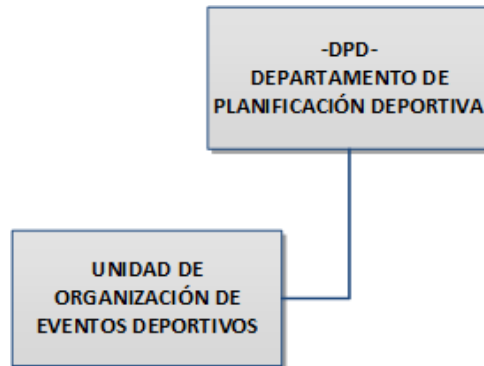 -DPD-
DEPARTAMENTO DE
PLANIFICACIÓN DEPORTIVA
UNIDAD DE
ORGANIZACIÓN DE
EVENTOS DEPORTIVOS